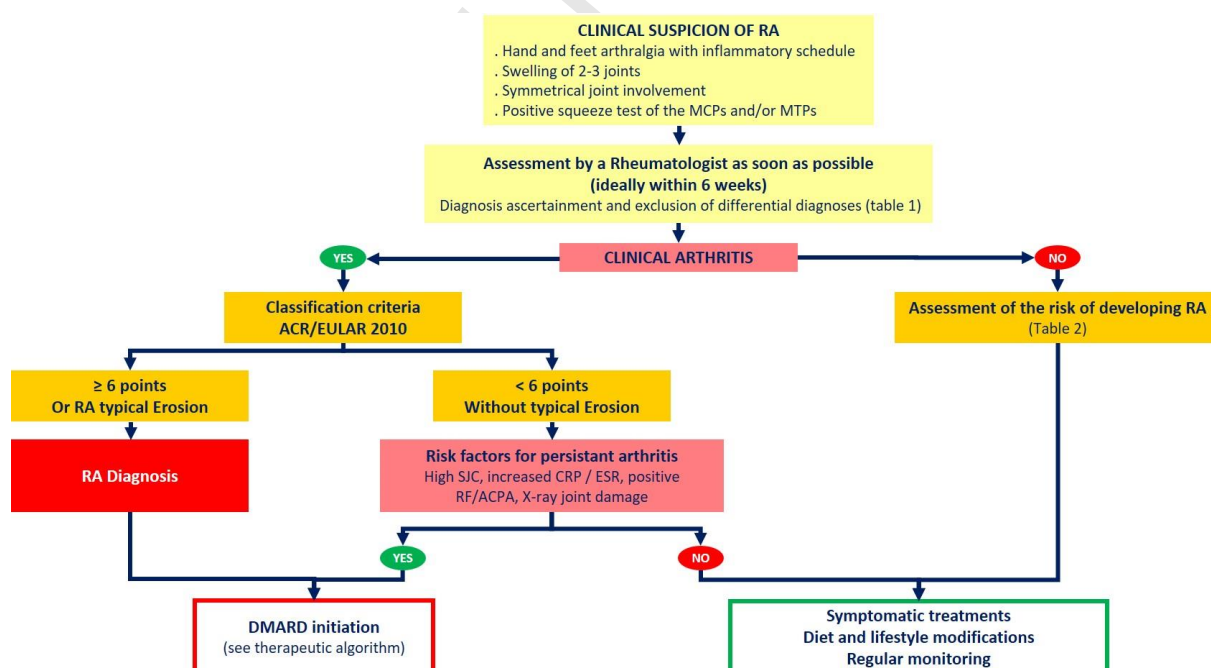 CLINICAL SUSPICION OF RA
. Hand and feet arthralgia with inflammatory schedule
. Swelling of 2-3 joints
. Symmetrical joint involvement
. Positive squeeze test of the MCPs and/or MTPs
Assessment by a Rheumatologist as soon as possible
(ideally within 6 weeks)
Diagnosis ascertainment and exclusion of differential diagnoses (table 1)
YES
CLINICAL ARTHRITIS
NO
Classification criteria
ACR/EULAR 2010
Assessment of the risk of developing RA
(Table 2)
≥ 6 points
Or RA typical Erosion
< 6 points
Without typical Erosion
RA Diagnosis
Risk factors for persistant arthritis
High SJC, increased CRP / ESR, positive
RF/ACPA, X-ray joint damage
YES
NO
DMARD initiation
(see therapeutic algorithm)
Symptomatic treatments
Diet and lifestyle modifications
Regular monitoring